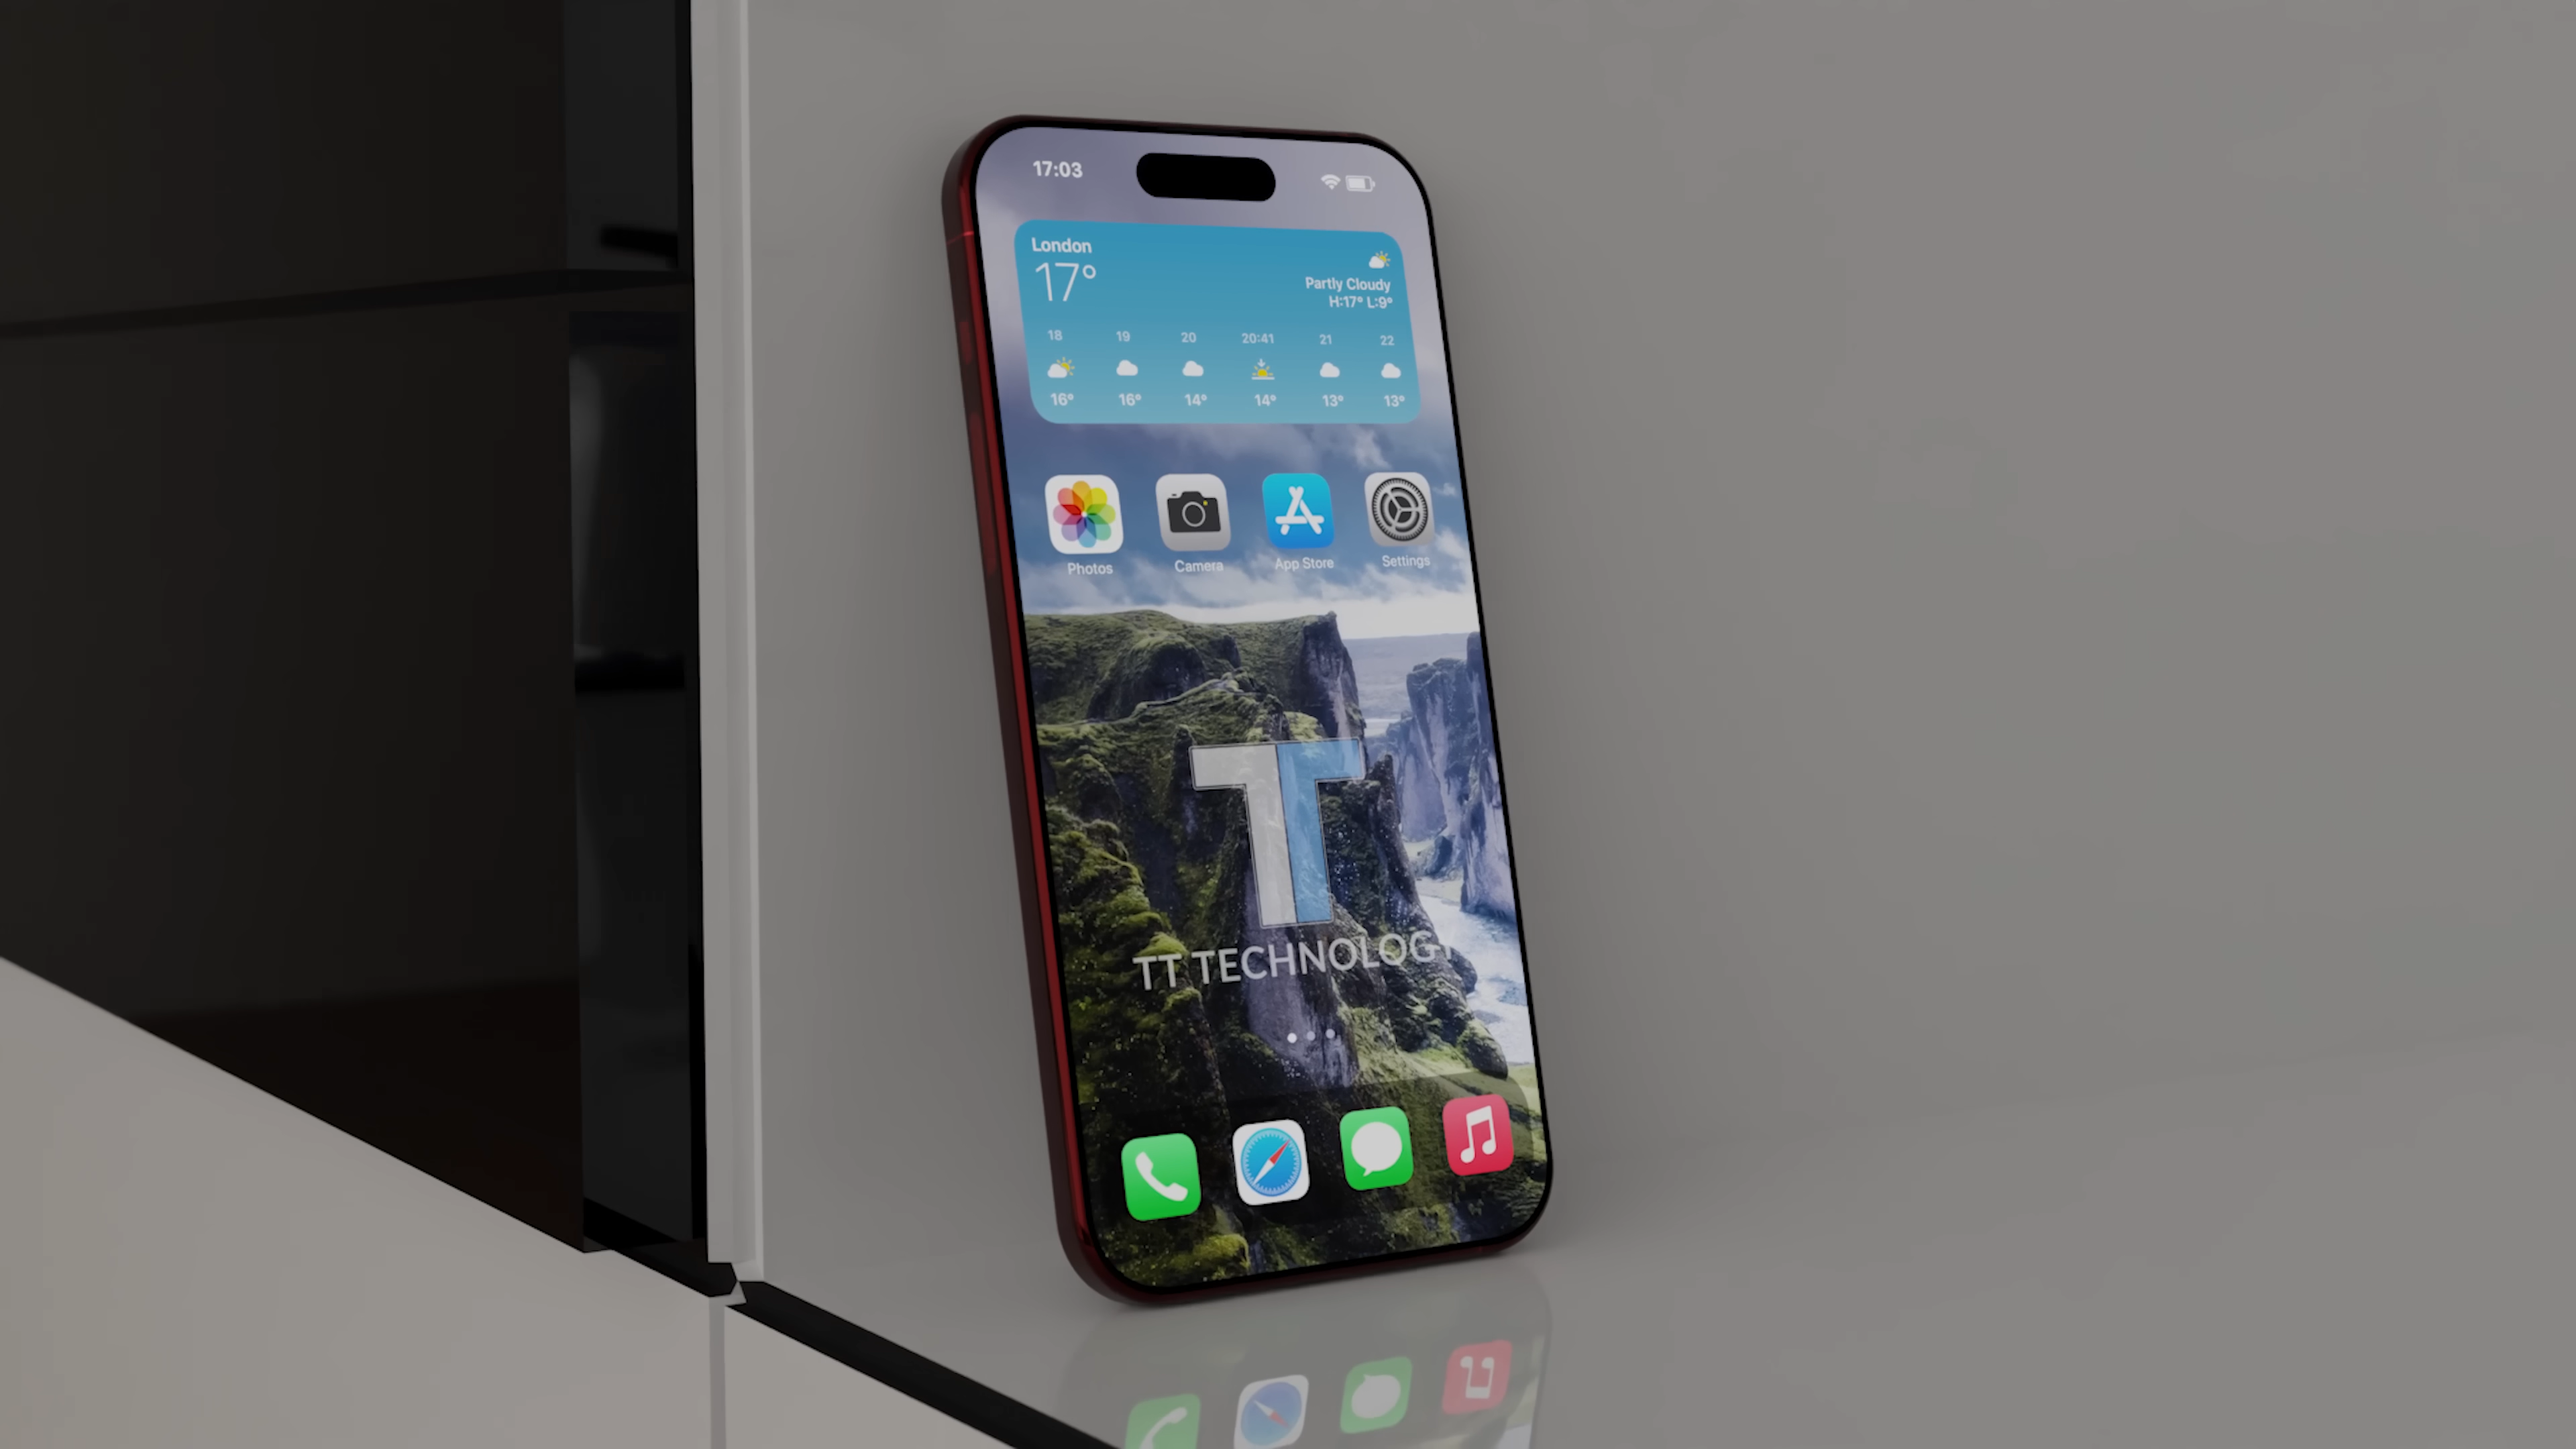 17:03
London
17°
Partly Cloudy
H:17° L:9°
18 19 20 20:41 21 22
16° 16° 14° 14° 13° 13°
Photos Camera App Store Settings
TT TECHNOLOGY